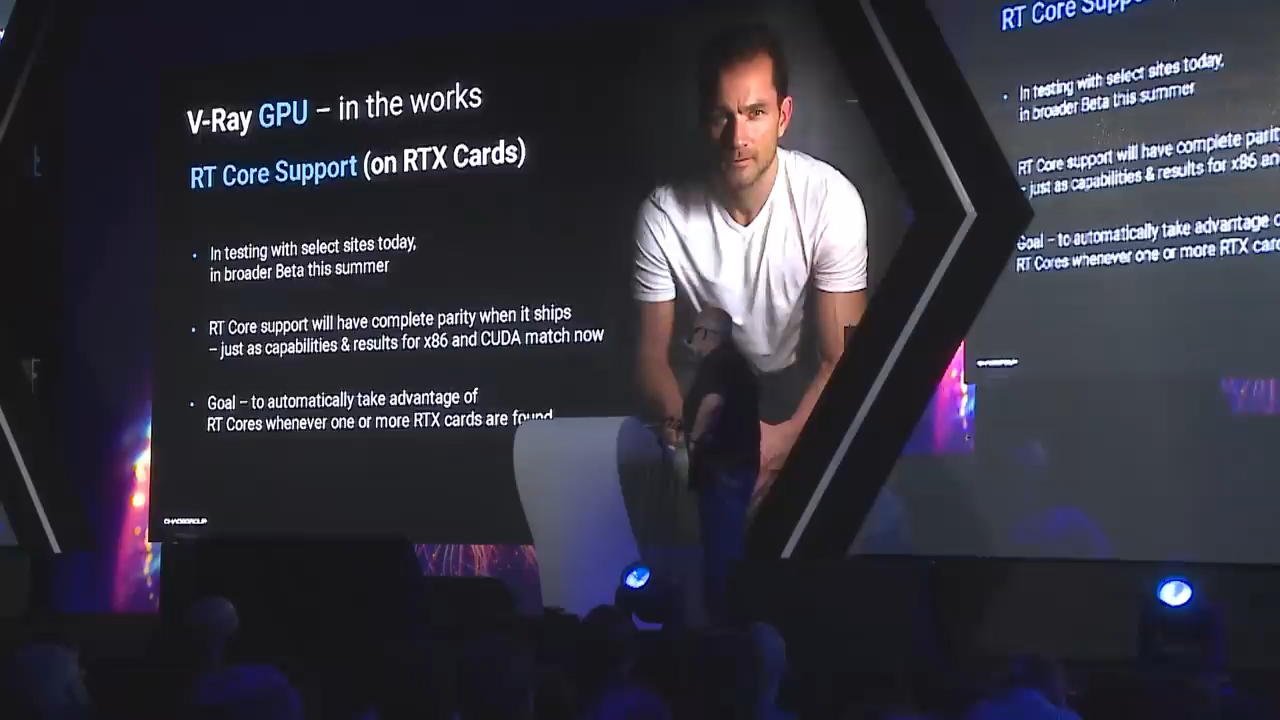 V-Ray GPU – in the works
RT Core Support (on RTX Cards)
• In testing with select sites today,
in broader Beta this summer
• RT Core support will have complete parity when it ships
– just as capabilities & results for x86 and CUDA match now
• Goal – to automatically take advantage of
RT Cores whenever one or more RTX cards are found
CHAOSGROUP
RT Core Suppo
• In testing with select sites today,
in broader Beta this summer
RT Core support will have complete parit
– just as capabilities & results for x86 an
Goal – to automatically take advantage o
RT Cores whenever one or more RTX card
CHAOSGROUP